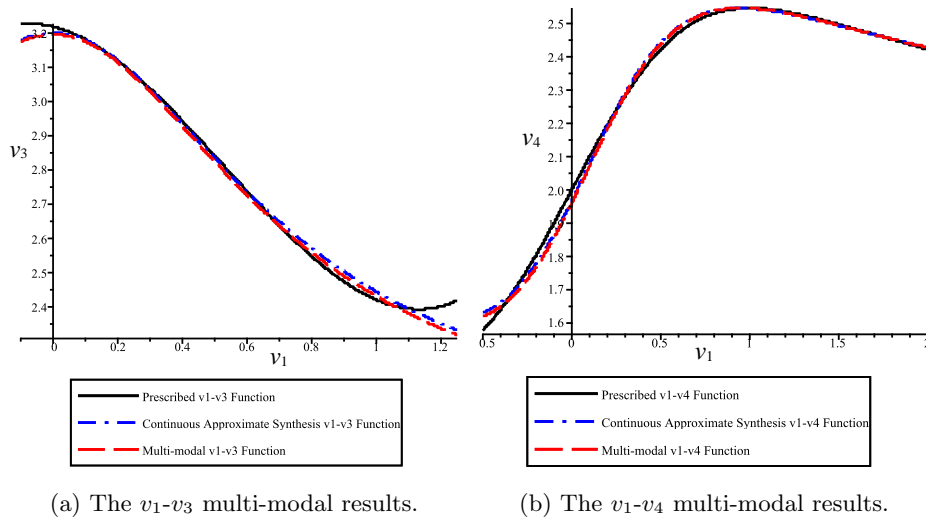 3.2
3.1
3.0
2.9
v3
2.8
2.7
2.6
2.5
2.4
0 0.2 0.4 0.6 0.8 1 1.2
v1
2.5
2.4
2.3
2.2
v4
2.1
2.0
1.9
1.8
1.7
1.6
0.5 0 0.5 1 1.5 2
v1
Prescribed v1-v3 Function
Continuous Approximate Synthesis v1-v3 Function
Multi-modal v1-v3 Function
Prescribed v1-v4 Function
Continuous Approximate Synthesis v1-v4 Function
Multi-modal v1-v4 Function
(a) The v1-v3 multi-modal results.
(b) The v1-v4 multi-modal results.